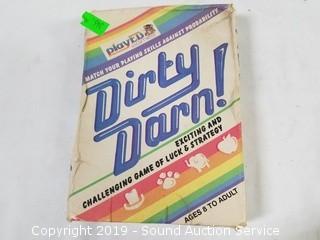 playED
MATCH YOUR PLAYING SKILLS AGAINST PROBABILITY
Dirty
Darn!
EXCITING AND
CHALLENGING GAME OF LUCK & STRATEGY
AGES 8 TO ADULT
Copyright 2019 - Sound Auction Service